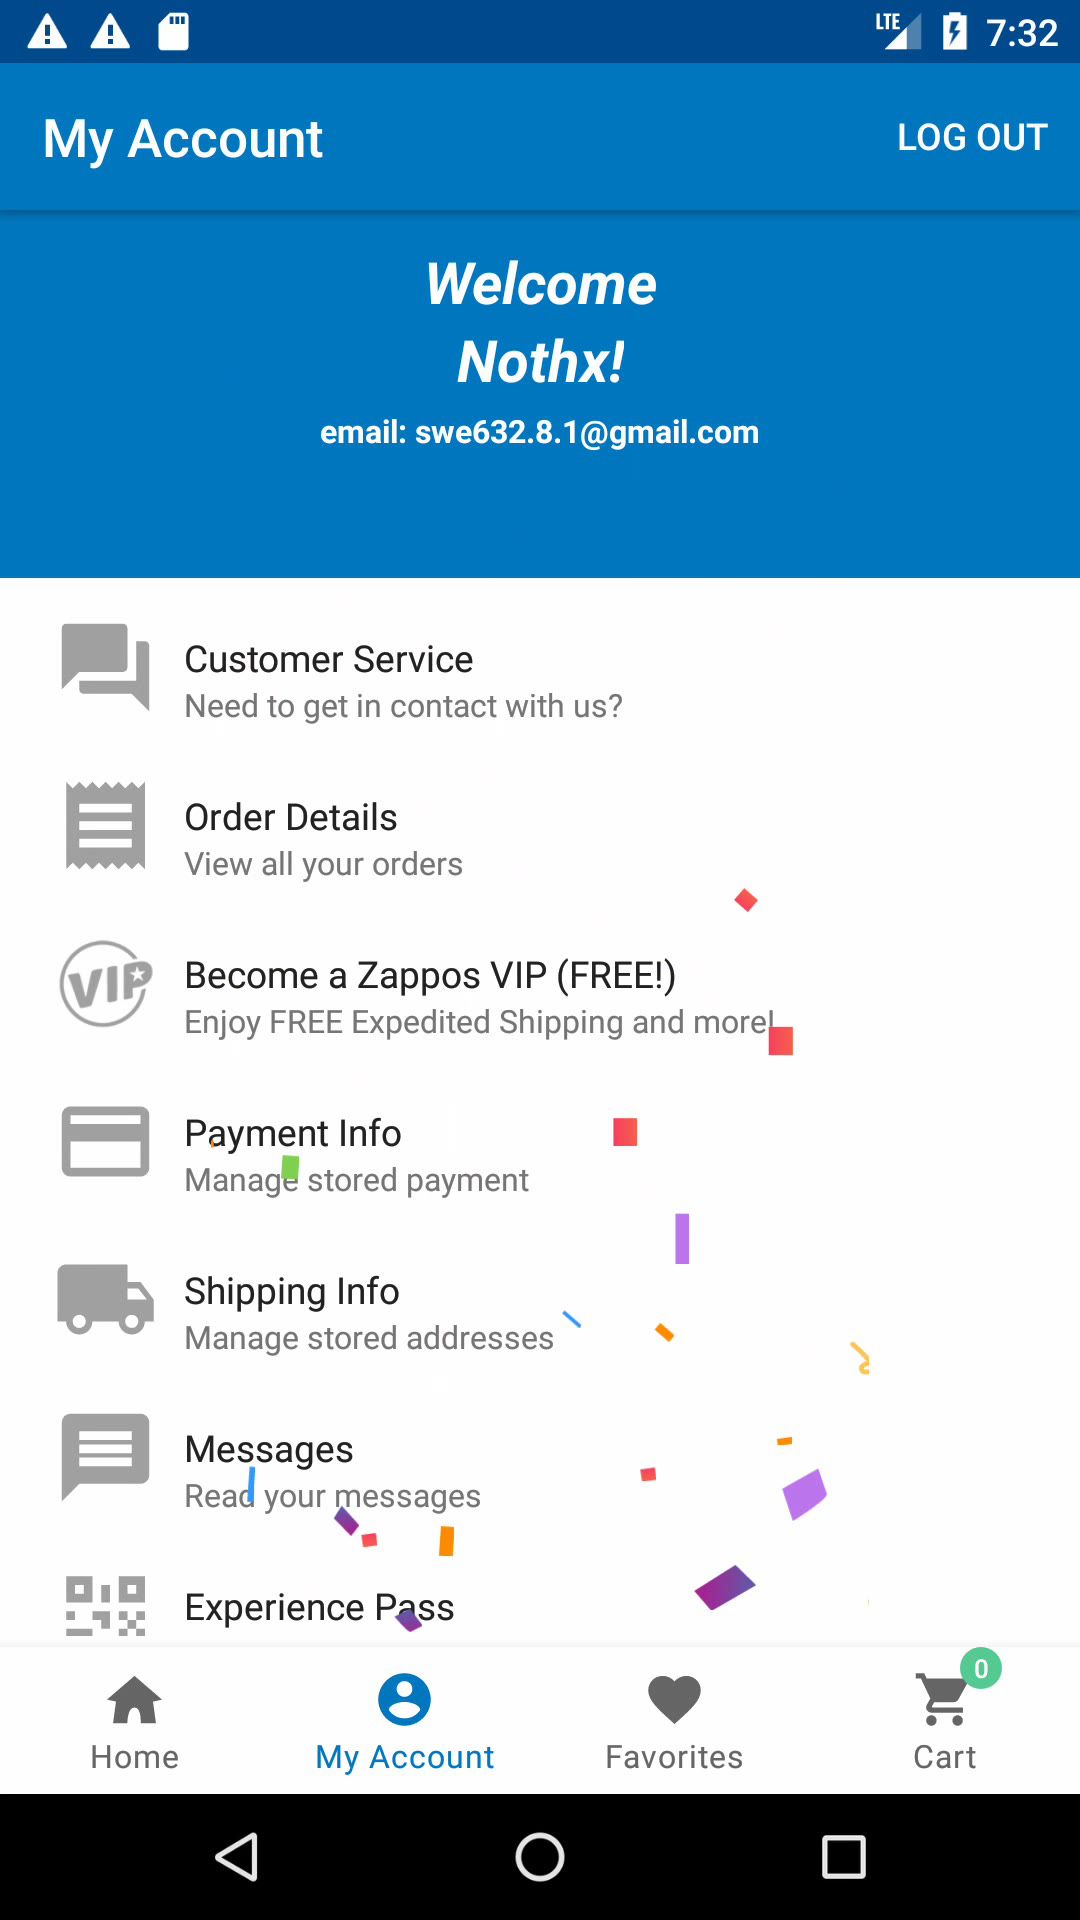 LTE 7:32
My Account LOG OUT
Welcome
Nothx!
email: swe632.8.1@gmail.com
Customer Service
Need to get in contact with us?
Order Details
View all your orders
VIP
Become a Zappos VIP (FREE!)
Enjoy FREE Expedited Shipping and more!
Payment Info
Manage stored payment
Shipping Info
Manage stored addresses
Messages
Read your messages
Experience Pass
0
Home My Account Favorites Cart